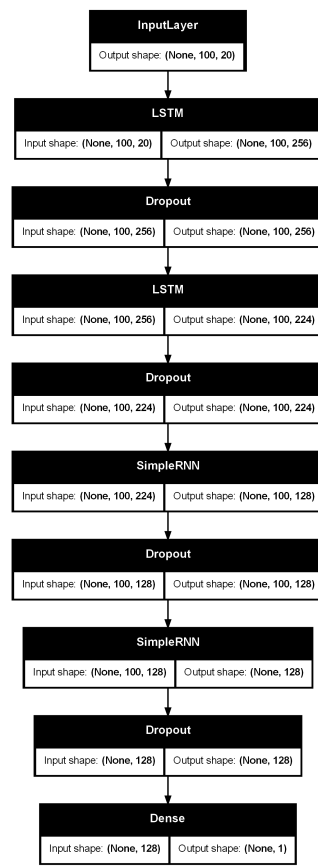 InputLayer
Output shape: (None, 100, 20)
LSTM
Input shape: (None, 100, 20) Output shape: (None, 100, 256)
Dropout
Input shape: (None, 100, 256) Output shape: (None, 100, 256)
LSTM
Input shape: (None, 100, 256) Output shape: (None, 100, 224)
Dropout
Input shape: (None, 100, 224) Output shape: (None, 100, 224)
SimpleRNN
Input shape: (None, 100, 224) Output shape: (None, 100, 128)
Dropout
Input shape: (None, 100, 128) Output shape: (None, 100, 128)
SimpleRNN
Input shape: (None, 100, 128) Output shape: (None, 128)
Dropout
Input shape: (None, 128) Output shape: (None, 128)
Dense
Input shape: (None, 128) Output shape: (None, 1)